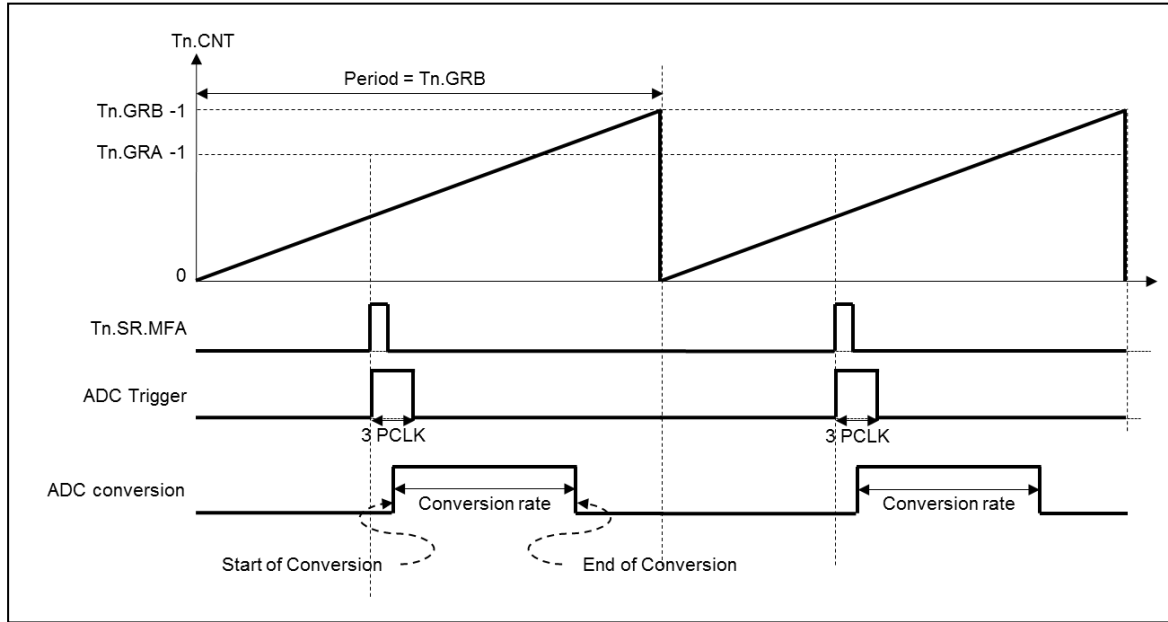 Tn.CNT
Period = Tn.GRB
Tn.GRB -1
Tn.GRA -1
0
Tn.SR.MFA
ADC Trigger
3 PCLK
3 PCLK
ADC conversion
Conversion rate
Conversion rate
Start of Conversion
End of Conversion